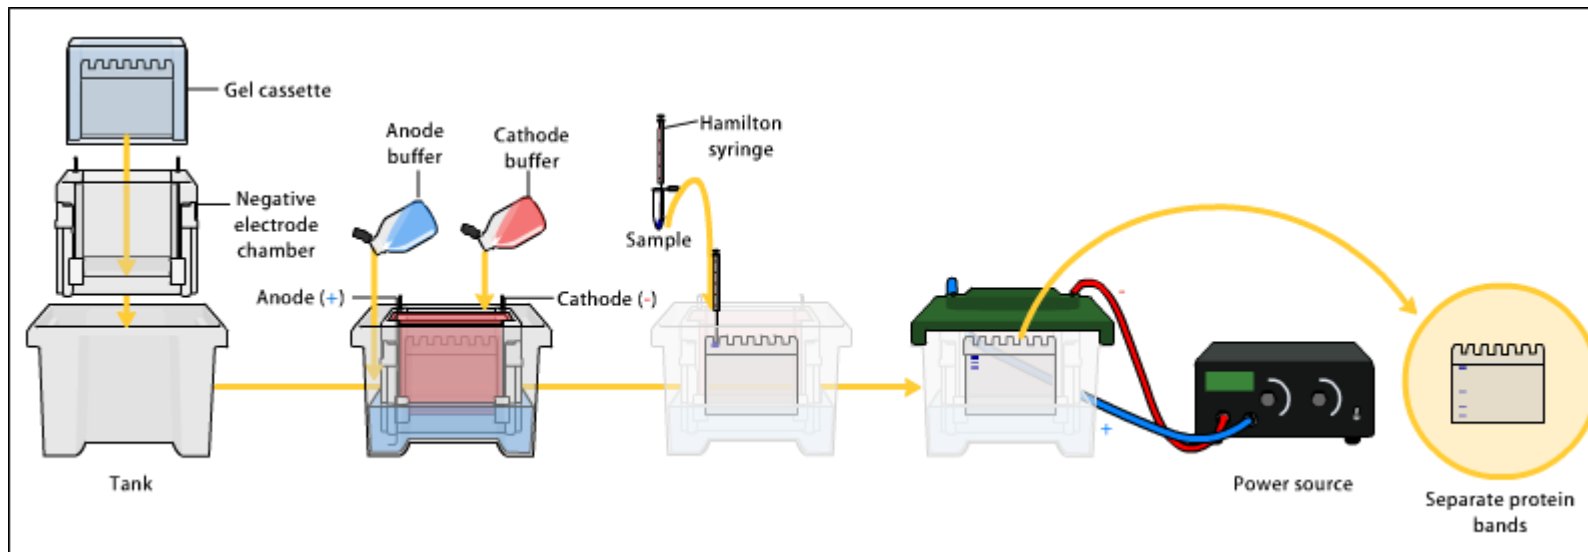 Gel cassette
Negative
electrode
chamber
Tank
Anode
buffer
Cathode
buffer
Anode (+)
Cathode (-)
Hamilton
syringe
Sample
-
+
Power source
Separate protein
bands